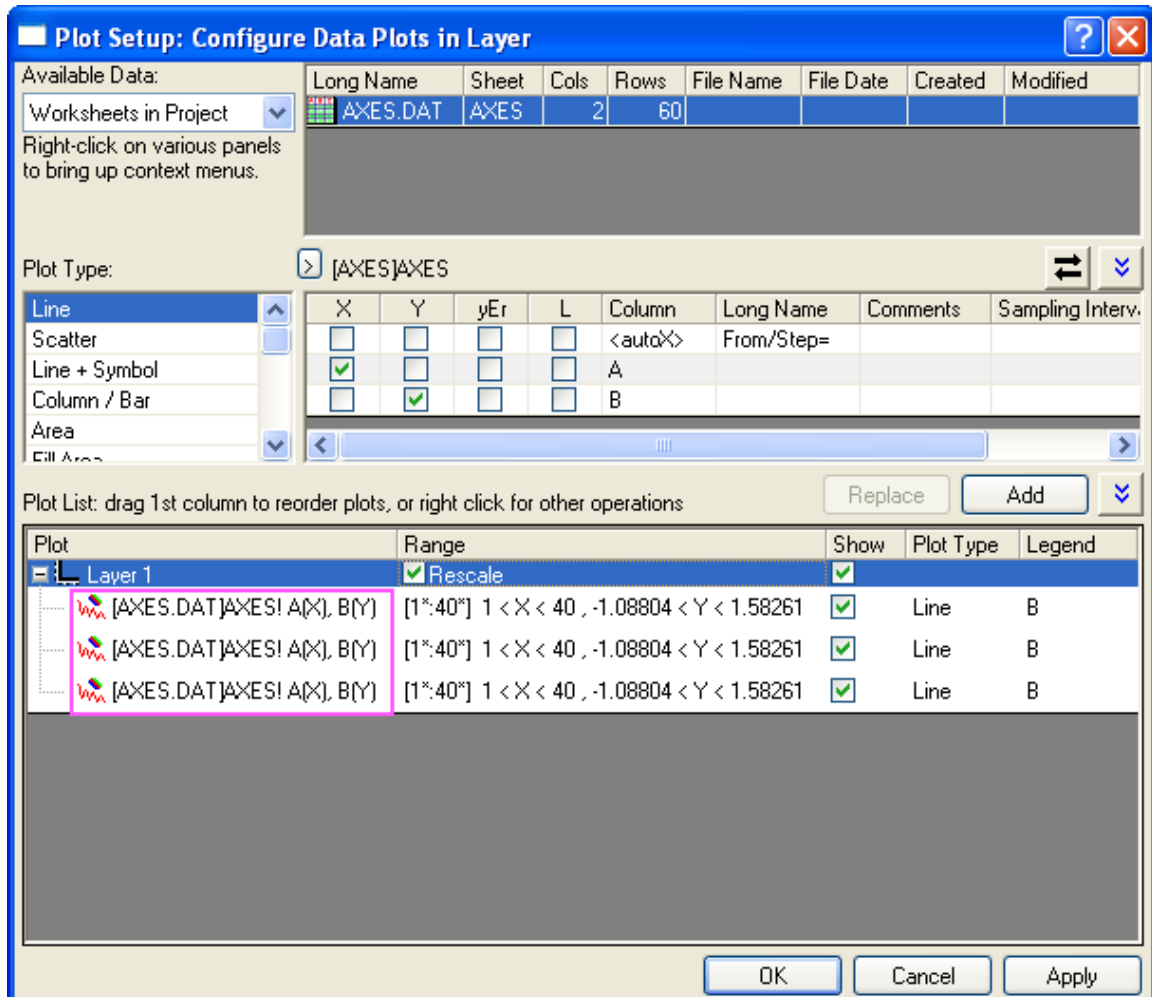 Plot Setup: Configure Data Plots in Layer
Available Data:
Worksheets in Project
Right-click on various panels
to bring up context menus.
Long Name Sheet Cols Rows File Name File Date Created Modified
AXES.DAT AXES 2 60
Plot Type:
[AXES]AXES
Line
Scatter
Line + Symbol
Column / Bar
Area
Fill Area
X Y yEr L Column Long Name Comments Sampling Interv
<autoX> From/Step=
A
B
Plot List: drag 1st column to reorder plots, or right click for other operations
Replace Add
Plot Range Show Plot Type Legend
Layer 1 Rescale
[AXES.DAT]AXES! A(X), B(Y) [1*:40*] 1 < X < 40 , -1.08804 < Y < 1.58261 Line B
[AXES.DAT]AXES! A(X), B(Y) [1*:40*] 1 < X < 40 , -1.08804 < Y < 1.58261 Line B
[AXES.DAT]AXES! A(X), B(Y) [1*:40*] 1 < X < 40 , -1.08804 < Y < 1.58261 Line B
OK Cancel Apply